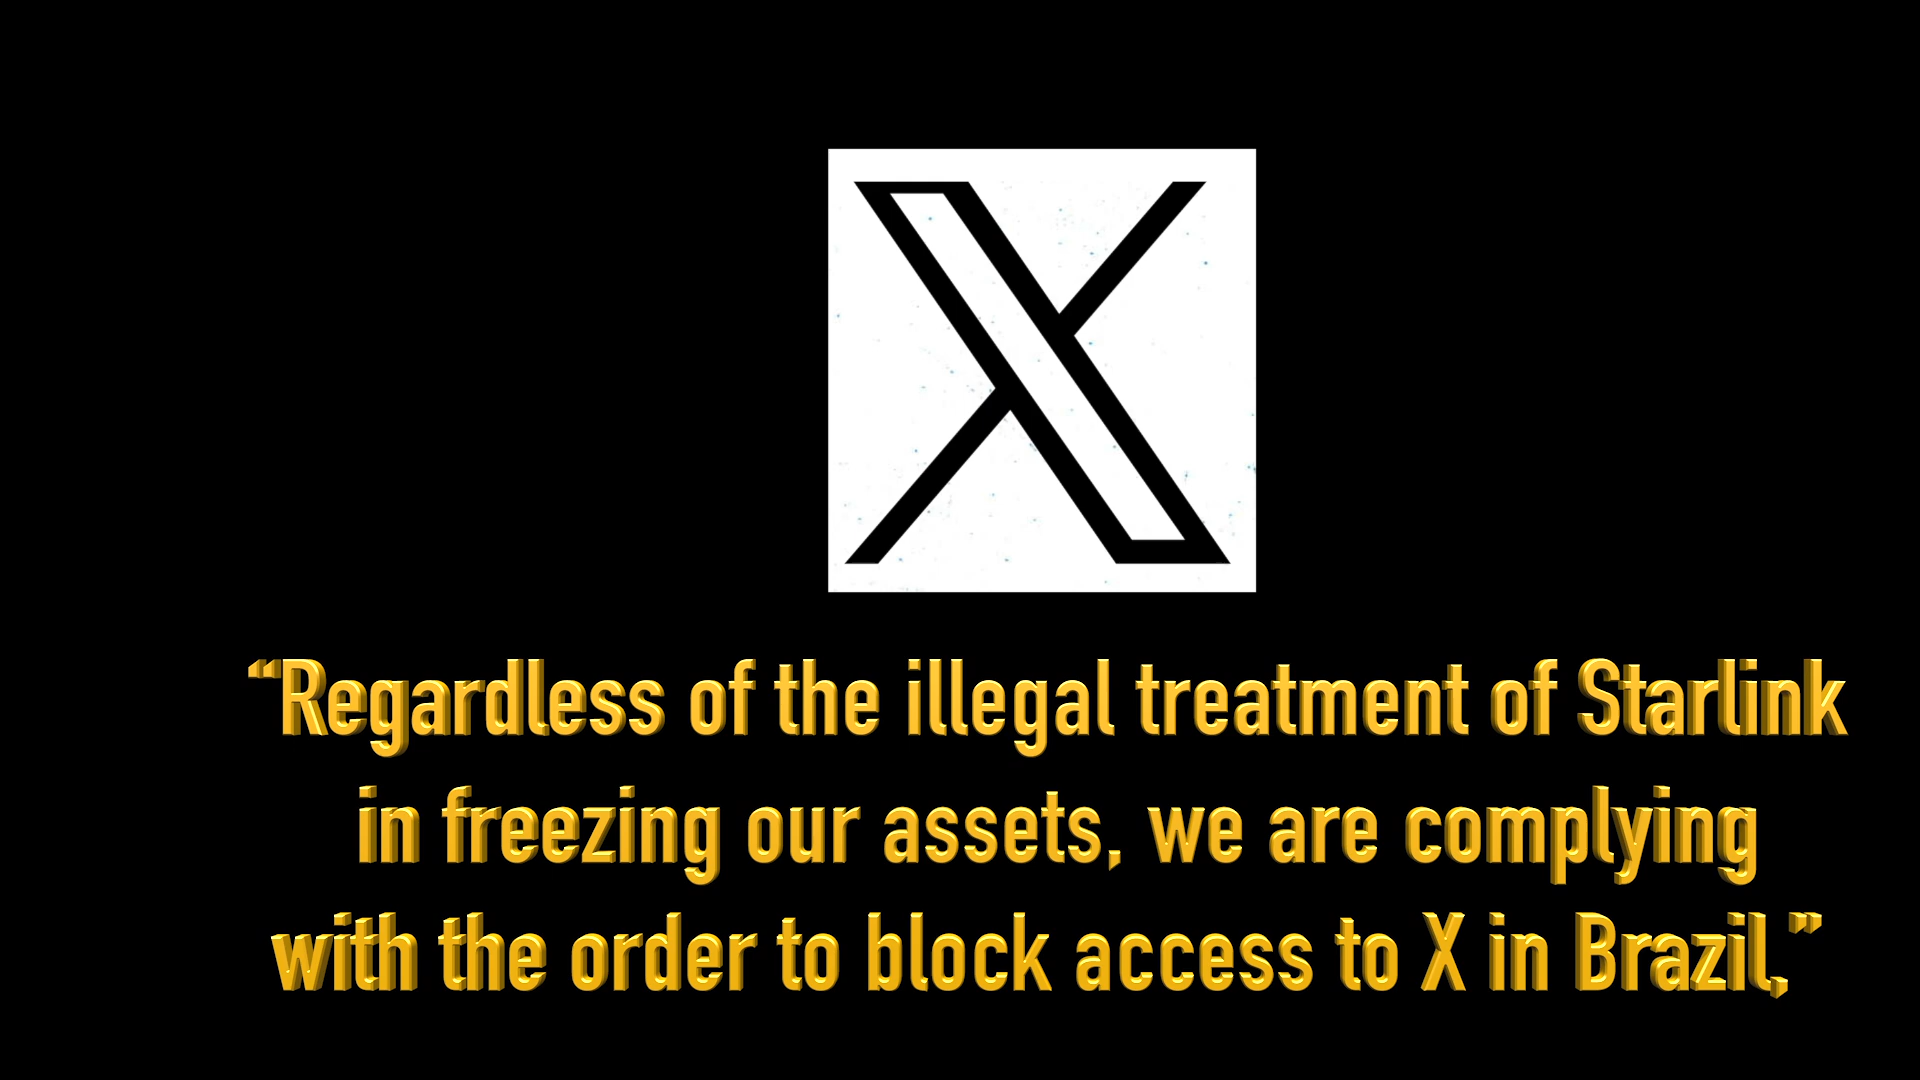 X
“Regardless of the illegal treatment of Starlink
in freezing our assets, we are complying
with the order to block access to X in Brazil,”